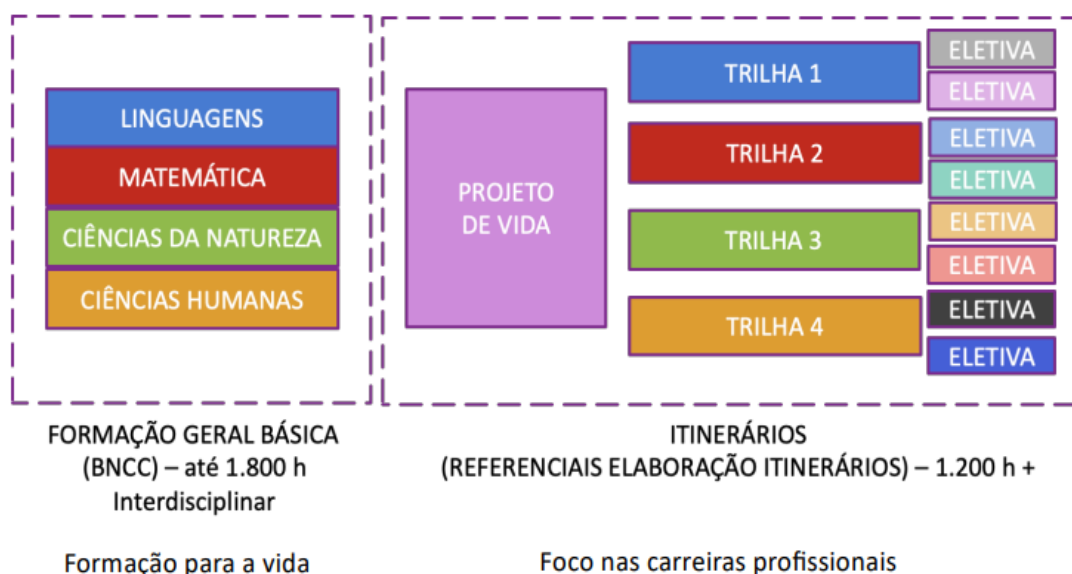 LINGUAGENS
MATEMÁTICA
CIÊNCIAS DA NATUREZA
CIÊNCIAS HUMANAS
FORMAÇÃO GERAL BÁSICA
(BNCC) – até 1.800 h
Interdisciplinar
Formação para a vida
PROJETO
DE VIDA
TRILHA 1
TRILHA 2
TRILHA 3
TRILHA 4
ELETIVA
ELETIVA
ELETIVA
ELETIVA
ELETIVA
ELETIVA
ELETIVA
ELETIVA
ITINERÁRIOS
(REFERENCIAIS ELABORAÇÃO ITINERÁRIOS) – 1.200 h +
Foco nas carreiras profissionais